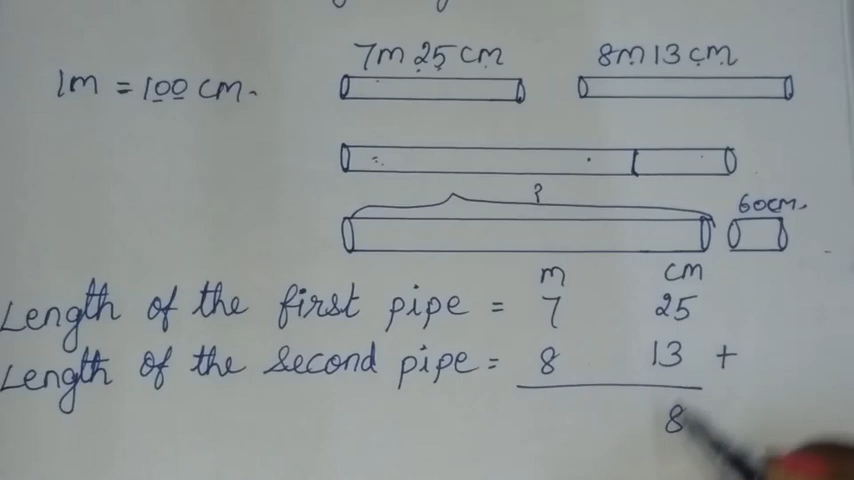 7m 25 cm 8m 13 cm
1m = 100 cm.
?
60cm.
m cm
Length of the first pipe = 7 25
Length of the second pipe = 8 13 +
8